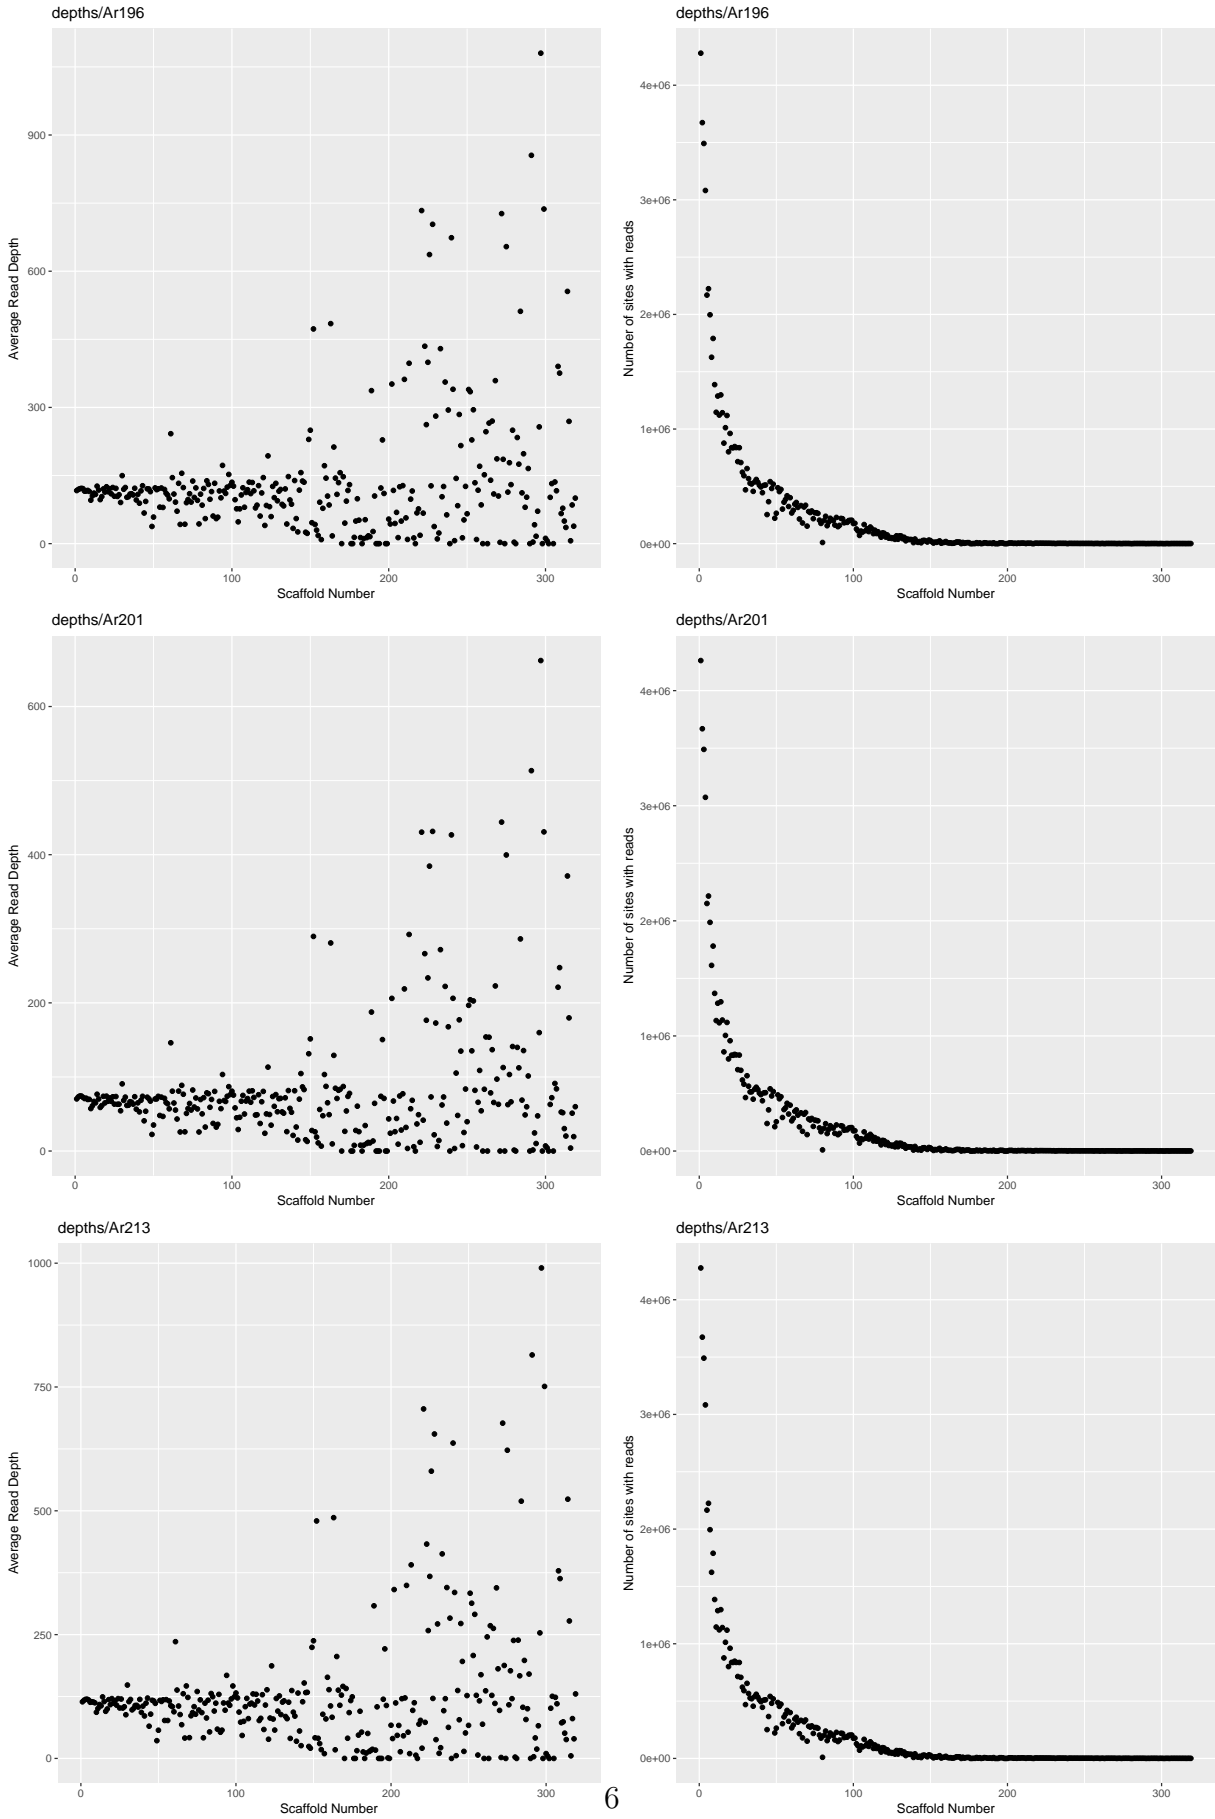 depths/Ar196
Average Read Depth
900
600
300
0
0 100 200 300
Scaffold Number
depths/Ar196
Number of sites with reads
4e+06
3e+06
2e+06
1e+06
0e+00
0 100 200 300
Scaffold Number
depths/Ar201
Average Read Depth
600
400
200
0
0 100 200 300
Scaffold Number
depths/Ar201
Number of sites with reads
4e+06
3e+06
2e+06
1e+06
0e+00
0 100 200 300
Scaffold Number
depths/Ar213
Average Read Depth
1000
750
500
250
0
0 100 200 300
Scaffold Number
depths/Ar213
Number of sites with reads
4e+06
3e+06
2e+06
1e+06
0e+00
0 100 200 300
Scaffold Number
6